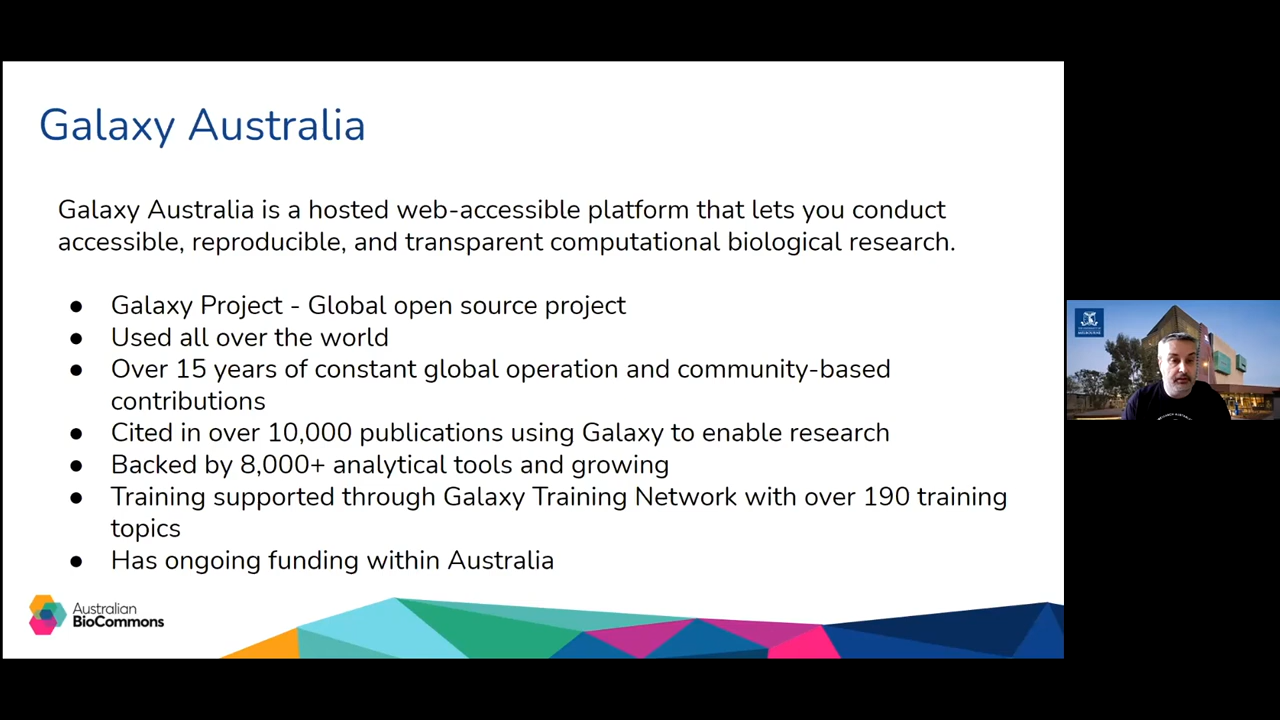 Galaxy Australia
Galaxy Australia is a hosted web-accessible platform that lets you conduct
accessible, reproducible, and transparent computational biological research.
● Galaxy Project - Global open source project
● Used all over the world
● Over 15 years of constant global operation and community-based
contributions
● Cited in over 10,000 publications using Galaxy to enable research
● Backed by 8,000+ analytical tools and growing
● Training supported through Galaxy Training Network with over 190 training
topics
● Has ongoing funding within Australia
Australian
BioCommons
MELBOURNE